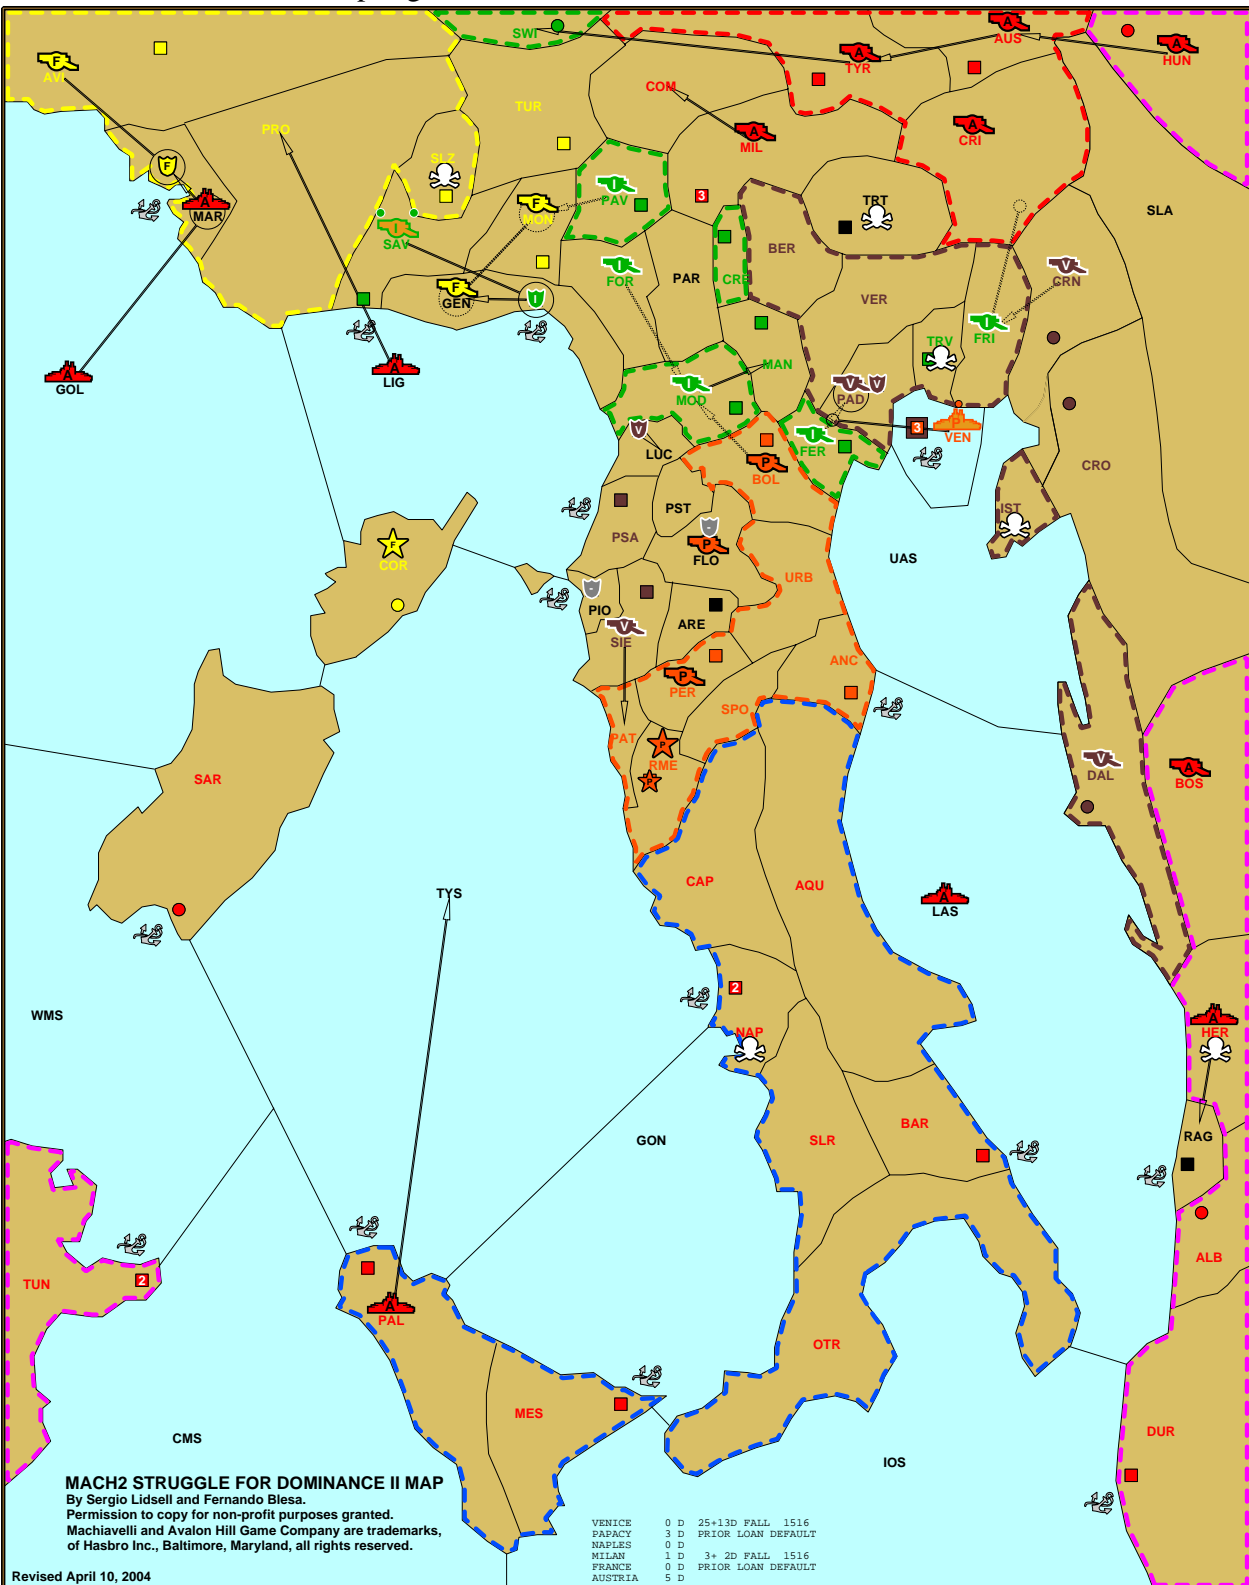 SWI
AUS
HUN
AVI
F
A
A
A
TYR
COM
TUR
PRO
A
MIL
A
CRI
SLZ
F
A
MAR
I
PAV
F
MON
3
TRT
SLA
I
SAV
BER
I
FOR
PAR
CRE
V
CRN
F
GEN
I
VER
I
FRI
TRV
A
GOL
A
LIG
I
MOD
MAN
V
V
PAD
P
VEN
3
V
LUC
I
FER
P
BOL
CRO
PST
IST
PSA
P
FLO
UAS
F
COR
URB
PIO
ARE
V
SIE
ANC
P
PER
SPO
PAT
P
RME
P
V
DAL
A
BOS
SAR
CAP
AQU
TYS
A
LAS
2
WMS
NAP
A
HER
GON
SLR
BAR
RAG
TUN
2
ALB
A
PAL
OTR
MES
CMS
DUR
IOS
MACH2 STRUGGLE FOR DOMINANCE II MAP
By Sergio Lidsell and Fernando Blesa.
Permission to copy for non-profit purposes granted.
Machiavelli and Avalon Hill Game Company are trademarks,
of Hasbro Inc., Baltimore, Maryland, all rights reserved.
Revised April 10, 2004
VENICE 0 D 25+13D FALL 1516
PAPACY 3 D PRIOR LOAN DEFAULT
NAPLES 0 D
MILAN 1 D 3+ 2D FALL 1516
FRANCE 0 D PRIOR LOAN DEFAULT
AUSTRIA 5 D